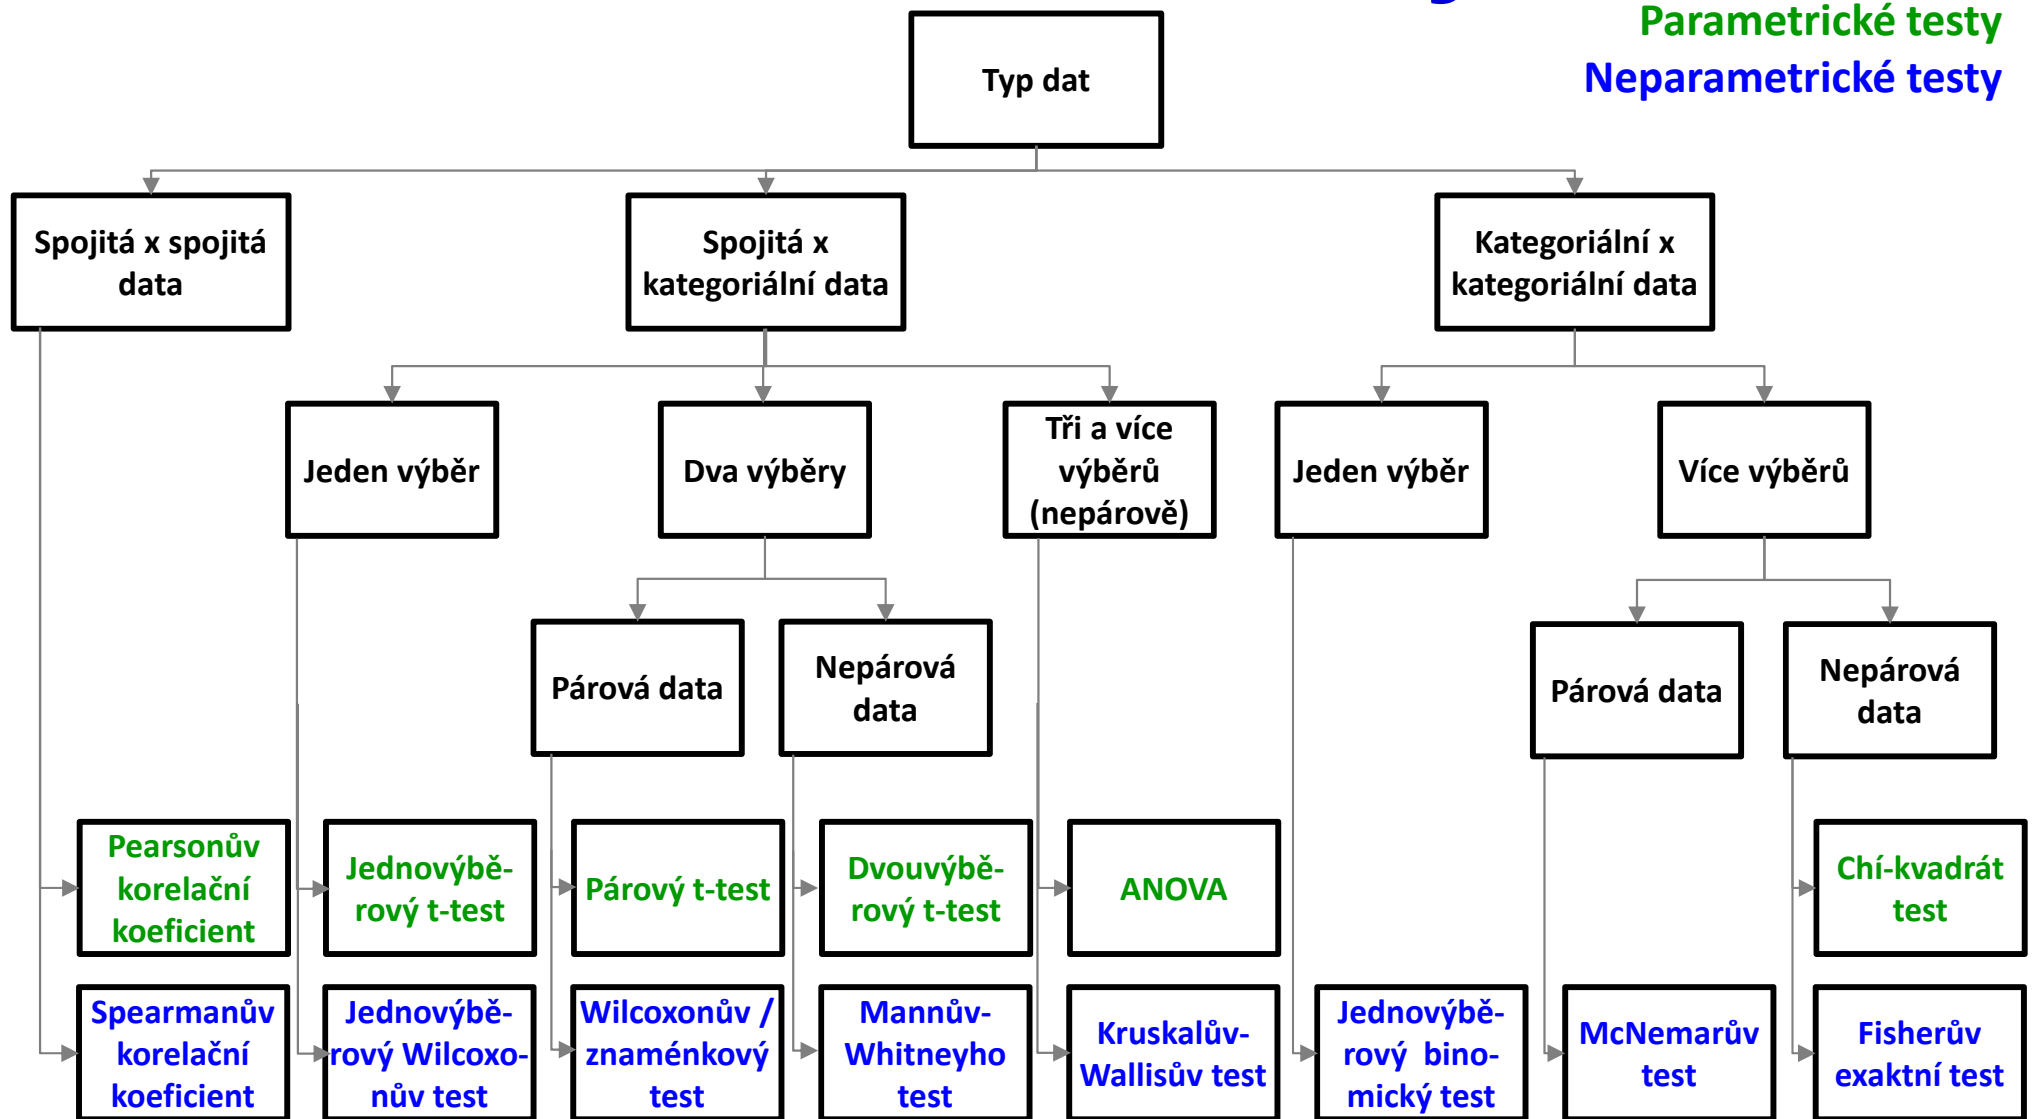 Parametrické testy
Neparametrické testy
Typ dat
Spojitá x spojitá
data
Spojitá x
kategoriální data
Kategoriální x
kategoriální data
Jeden výběr
Dva výběry
Tři a více
výběrů
(nepárově)
Jeden výběr
Více výběrů
Párová data
Nepárová
data
Párová data
Nepárová
data
Pearsonův
korelační
koeficient
Jednovýbě-
rový t-test
Párový t-test
Dvouvýbě-
rový t-test
ANOVA
Chí-kvadrát
test
Spearmanův
korelační
koeficient
Jednovýbě-
rový Wilcoxo-
nův test
Wilcoxonův /
znaménkový
test
Mannův-
Whitneyho
test
Kruskalův-
Wallisův test
Jednovýbě-
rový bino-
mický test
McNemarův
test
Fisherův
exaktní test